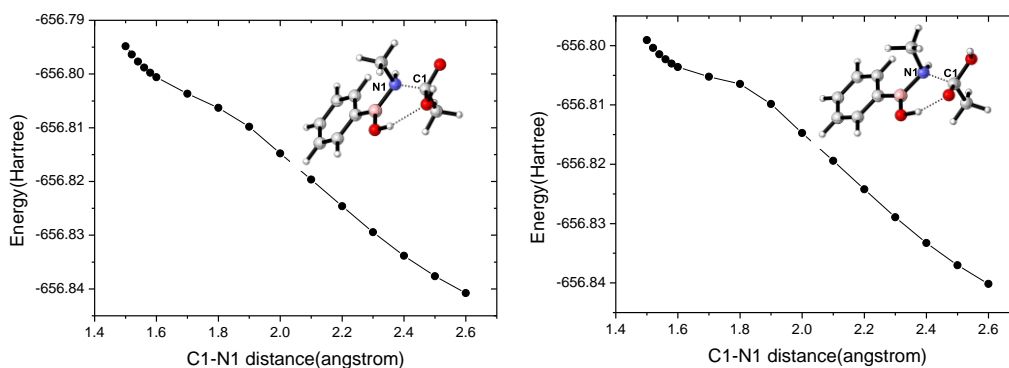 -656.79
-656.80
-656.81
-656.82
-656.83
-656.84
Energy(Hartree)
1.4 1.6 1.8 2.0 2.2 2.4 2.6
C1-N1 distance(angstrom)
N1
C1
-656.80
-656.81
-656.82
-656.83
-656.84
Energy(Hartree)
1.4 1.6 1.8 2.0 2.2 2.4 2.6
C1-N1 distance(angstrom)
N1
C1